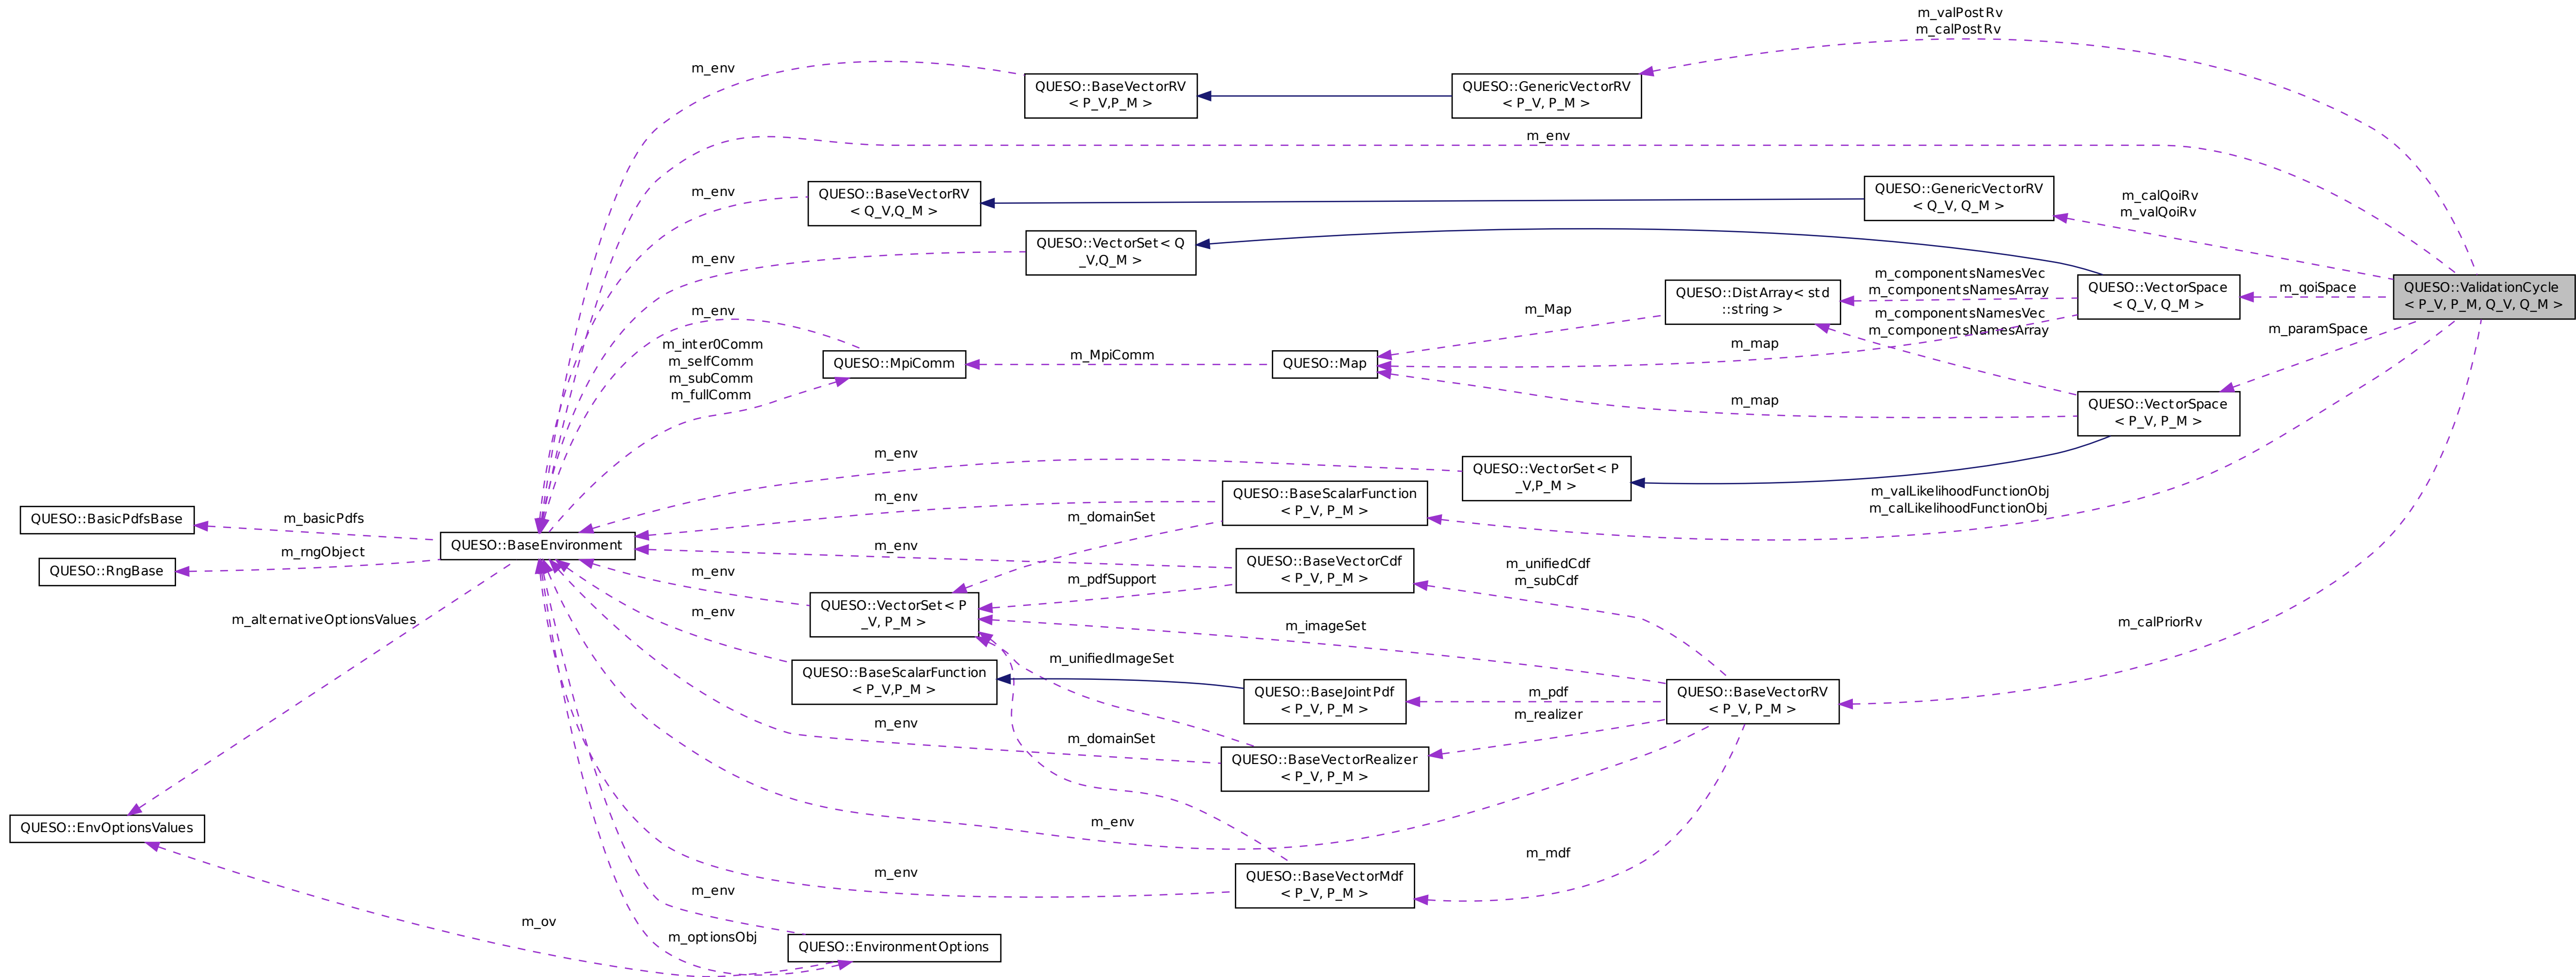 m_valPostRv
m_calPostRv
m_env
QUESO::BaseVectorRV
< P_V,P_M >
QUESO::GenericVectorRV
< P_V, P_M >
m_env
m_env
QUESO::BaseVectorRV
< Q_V,Q_M >
QUESO::GenericVectorRV
< Q_V, Q_M >
m_calQoiRv
m_valQoiRv
m_env
QUESO::VectorSet< Q
_V,Q_M >
m_env
QUESO::DistArray< std
::string >
m_componentsNamesVec
m_componentsNamesArray
QUESO::VectorSpace
< Q_V, Q_M >
m_qoiSpace
QUESO::ValidationCycle
< P_V, P_M, Q_V, Q_M >
m_Map
m_componentsNamesVec
m_componentsNamesArray
m_paramSpace
m_inter0Comm
m_selfComm
m_subComm
m_fullComm
QUESO::MpiComm
m_MpiComm
QUESO::Map
m_map
m_map
QUESO::VectorSpace
< P_V, P_M >
m_env
QUESO::VectorSet< P
_V,P_M >
m_env
QUESO::BaseScalarFunction
< P_V, P_M >
m_valLikelihoodFunctionObj
m_calLikelihoodFunctionObj
m_domainSet
QUESO::BasicPdfsBase
m_basicPdfs
QUESO::BaseEnvironment
m_env
m_rngObject
QUESO::RngBase
m_env
m_pdfSupport
QUESO::BaseVectorCdf
< P_V, P_M >
m_unifiedCdf
m_subCdf
m_alternativeOptionsValues
m_env
QUESO::VectorSet< P
_V, P_M >
m_imageSet
m_calPriorRv
m_unifiedImageSet
QUESO::BaseScalarFunction
< P_V,P_M >
QUESO::BaseJointPdf
< P_V, P_M >
m_pdf
m_realizer
QUESO::BaseVectorRV
< P_V, P_M >
m_env
m_domainSet
QUESO::BaseVectorRealizer
< P_V, P_M >
QUESO::EnvOptionsValues
m_env
m_mdf
m_env
QUESO::BaseVectorMdf
< P_V, P_M >
m_env
m_ov
m_optionsObj
QUESO::EnvironmentOptions